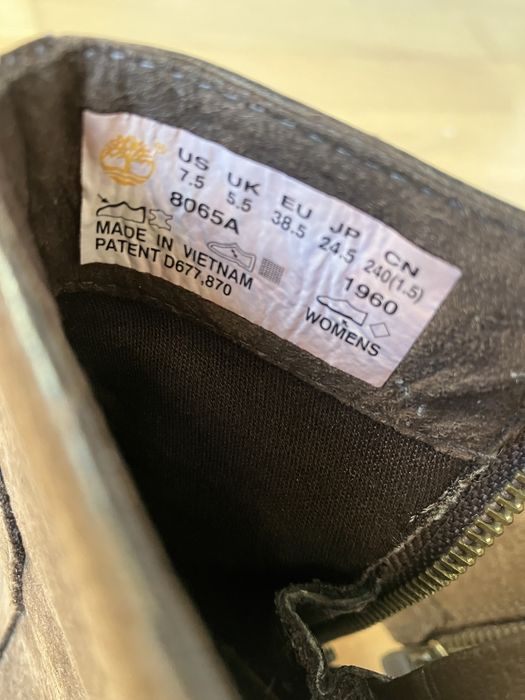 US UK EU JP CN
7.5 5.5 38.5 24.5 240(1.5)
8065A 1960
MADE IN VIETNAM
PATENT D677,870
WOMENS